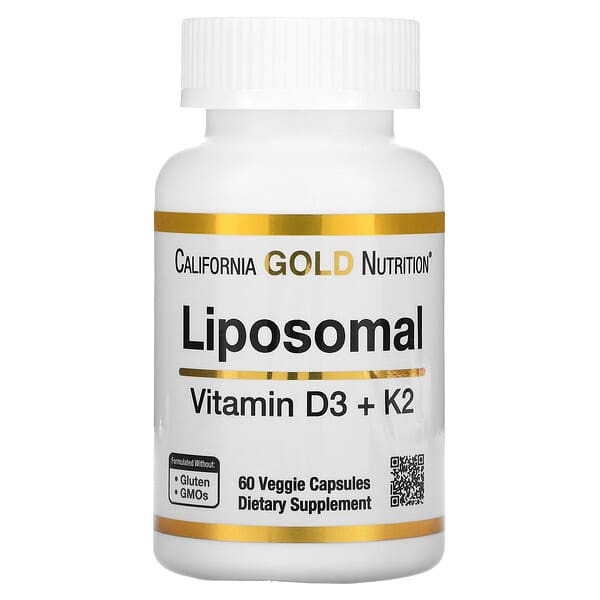 CALIFORNIA GOLD NUTRITION®
Liposomal
Vitamin D3 + K2
Formulated Without:
• Gluten
• GMOs
60 Veggie Capsules
Dietary Supplement